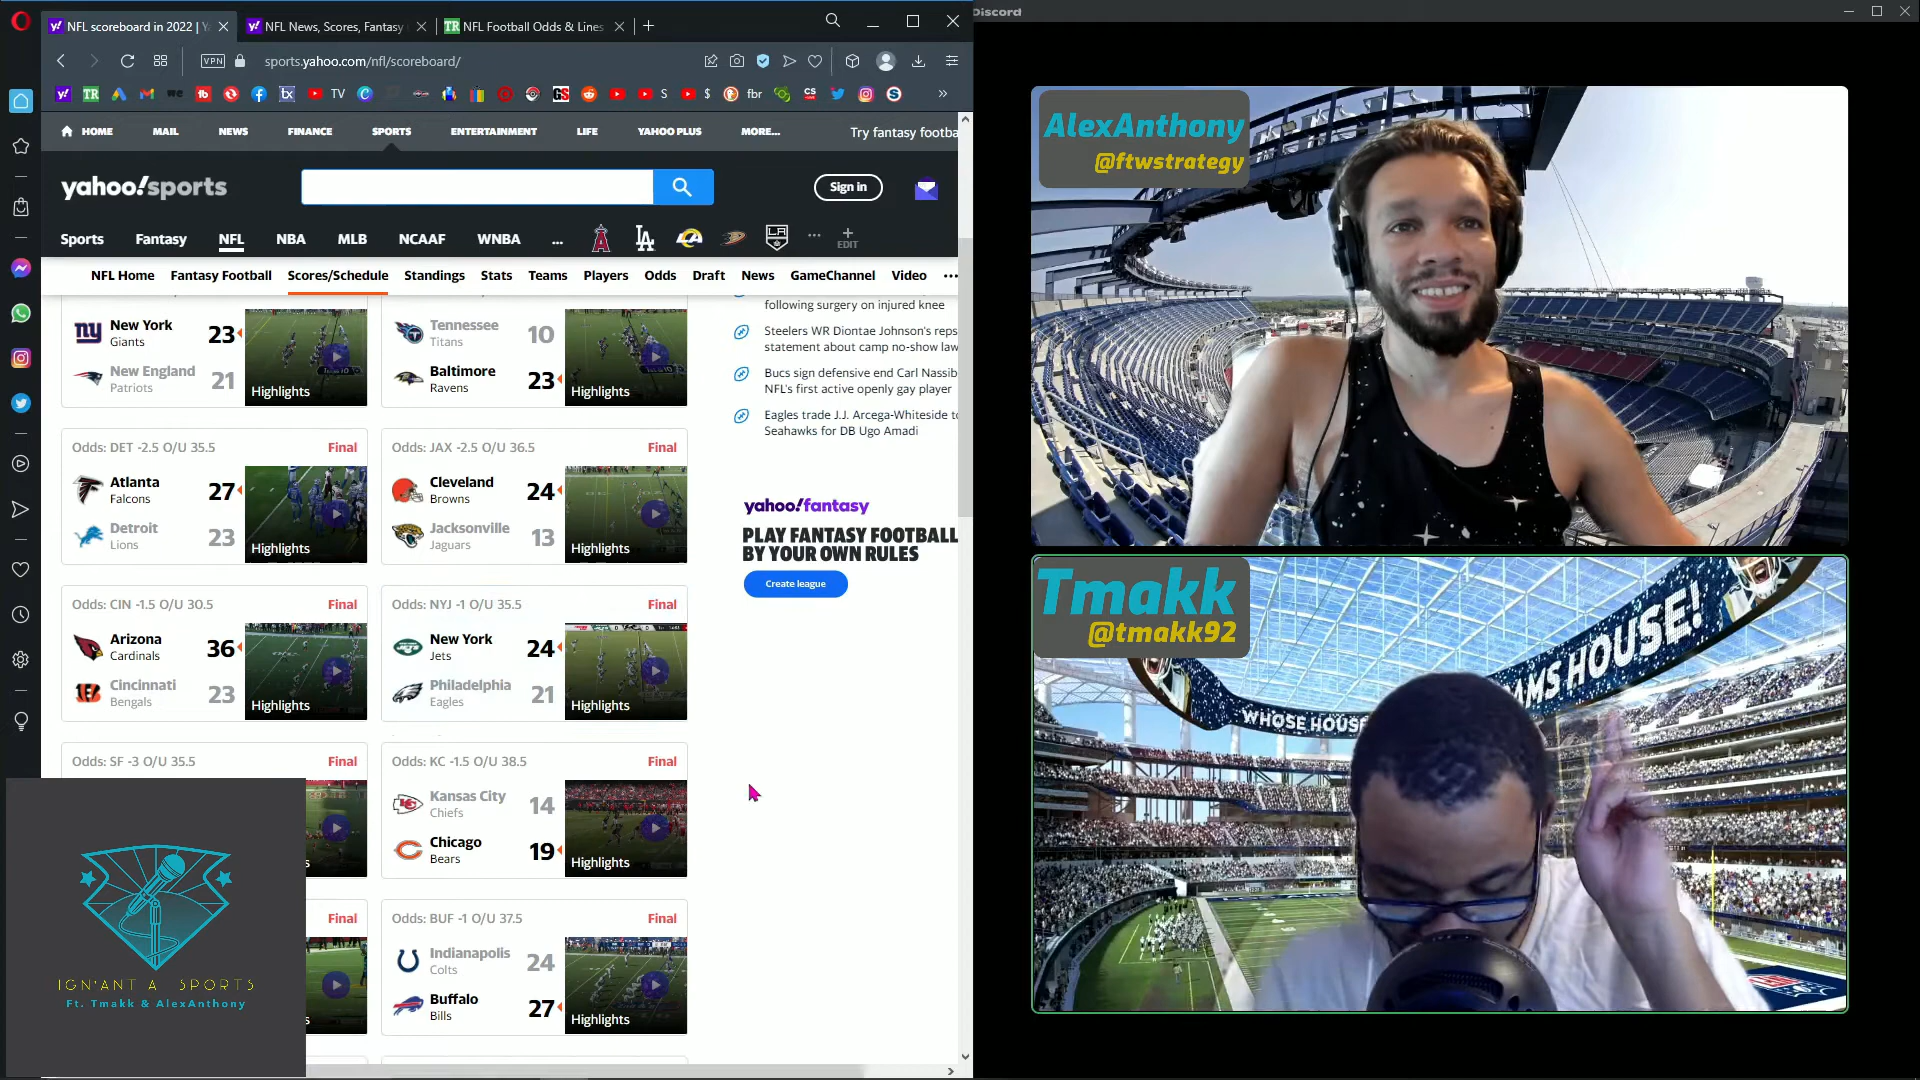 NFL scoreboard in 2022 | Y
NFL News, Scores, Fantasy
NFL Football Odds & Lines
Discord
VPN
sports.yahoo.com/nfl/scoreboard/
TV
S
$
fbr
HOME
MAIL
NEWS
FINANCE
SPORTS
ENTERTAINMENT
LIFE
YAHOO PLUS
MORE...
Try fantasy footba
yahoo!sports
Sign in
Sports
Fantasy
NFL
NBA
MLB
NCAAF
WNBA
...
EDIT
NFL Home
Fantasy Football
Scores/Schedule
Standings
Stats
Teams
Players
Odds
Draft
News
GameChannel
Video
New York
Giants
23
New England
Patriots
21
Highlights
Tennessee
Titans
10
Baltimore
Ravens
23
Highlights
Odds: DET -2.5 O/U 35.5
Final
Atlanta
Falcons
27
Detroit
Lions
23
Highlights
Odds: JAX -2.5 O/U 36.5
Final
Cleveland
Browns
24
Jacksonville
Jaguars
13
Highlights
Odds: CIN -1.5 O/U 30.5
Final
Arizona
Cardinals
36
Cincinnati
Bengals
23
Highlights
Odds: NYJ -1 O/U 35.5
Final
New York
Jets
24
Philadelphia
Eagles
21
Highlights
Odds: SF -3 O/U 35.5
Final
Odds: KC -1.5 O/U 38.5
Final
Kansas City
Chiefs
14
Chicago
Bears
19
Highlights
Final
Odds: BUF -1 O/U 37.5
Final
Indianapolis
Colts
24
Buffalo
Bills
27
Highlights
following surgery on injured knee
Steelers WR Diontae Johnson's reps
statement about camp no-show law
Bucs sign defensive end Carl Nassib
NFL's first active openly gay player
Eagles trade J.J. Arcega-Whiteside to
Seahawks for DB Ugo Amadi
yahoo!fantasy
PLAY FANTASY FOOTBALL
BY YOUR OWN RULES
Create league
IGN'ANT A SPORTS
Ft. Tmakk & AlexAnthony
AlexAnthony
@ftwstrategy
Tmakk
@tmakk92
WHOSE HOUSE
AMS HOUSE!
NFL